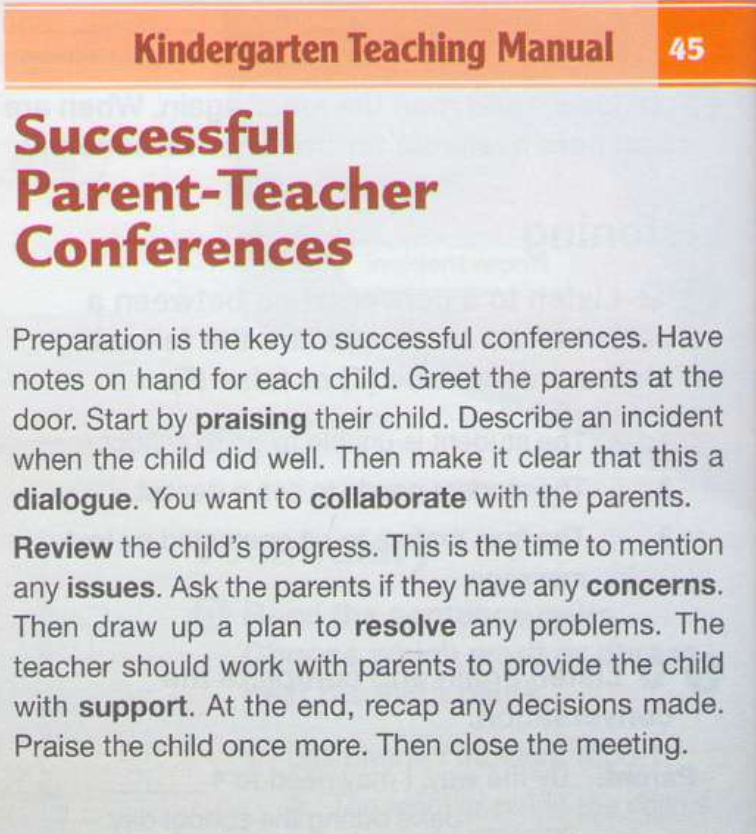 Kindergarten Teaching Manual 45
Successful
Parent-Teacher
Conferences
Preparation is the key to successful conferences. Have
notes on hand for each child. Greet the parents at the
door. Start by praising their child. Describe an incident
when the child did well. Then make it clear that this a
dialogue. You want to collaborate with the parents.
Review the child's progress. This is the time to mention
any issues. Ask the parents if they have any concerns.
Then draw up a plan to resolve any problems. The
teacher should work with parents to provide the child
with support. At the end, recap any decisions made.
Praise the child once more. Then close the meeting.